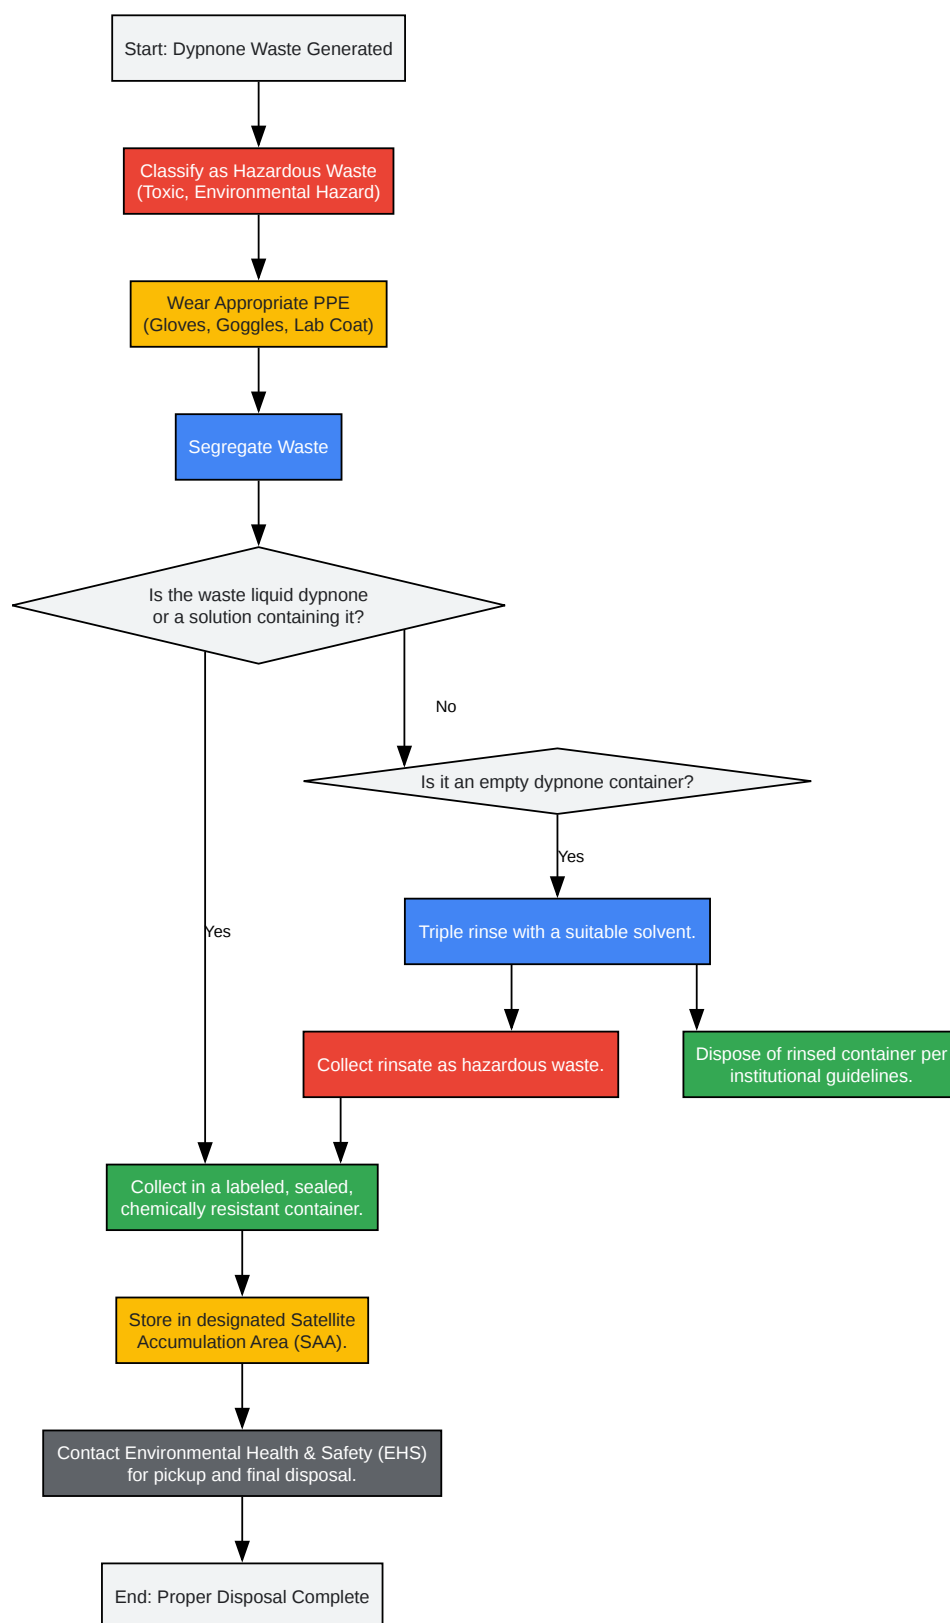 Start: Dypnone Waste Generated
Classify as Hazardous Waste
(Toxic, Environmental Hazard)
Wear Appropriate PPE
(Gloves, Goggles, Lab Coat)
Segregate Waste
Is the waste liquid dypnone
or a solution containing it?
No
Is it an empty dypnone container?
Yes
Triple rinse with a suitable solvent.
Yes
Collect rinsate as hazardous waste.
Dispose of rinsed container per
institutional guidelines.
Collect in a labeled, sealed,
chemically resistant container.
Store in designated Satellite
Accumulation Area (SAA).
Contact Environmental Health & Safety (EHS)
for pickup and final disposal.
End: Proper Disposal Complete